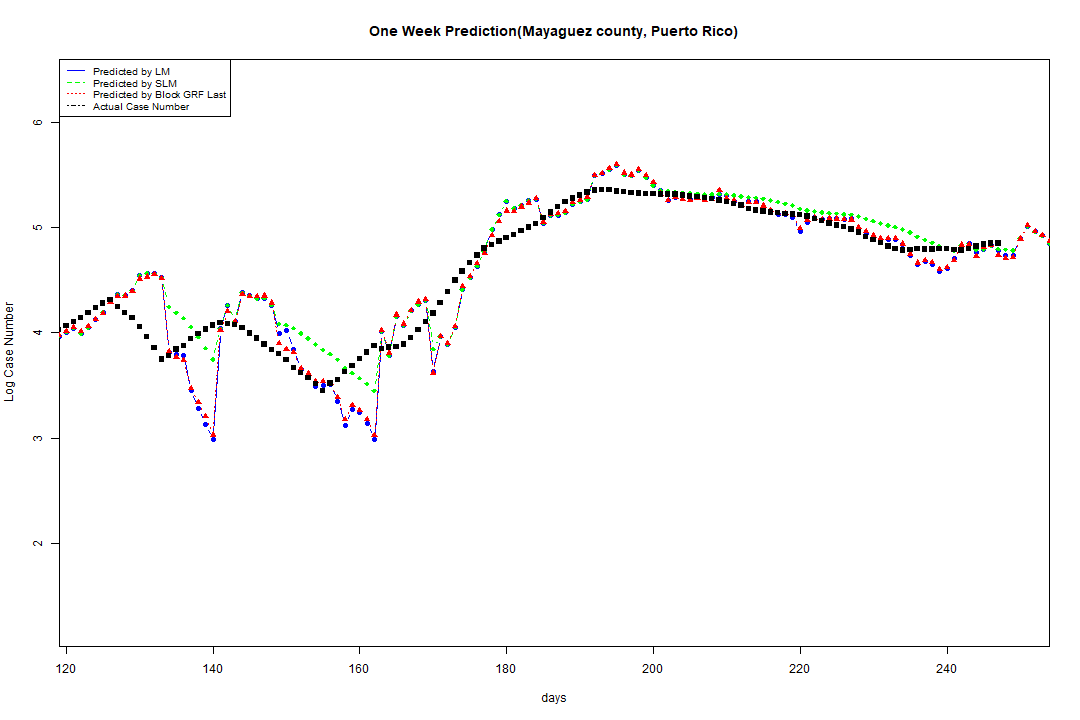 One Week Prediction(Mayaguez county, Puerto Rico)
Predicted by LM
Predicted by SLM
Predicted by Block GRF Last
Actual Case Number
6
5
4
3
2
Log Case Number
120 140 160 180 200 220 240
days